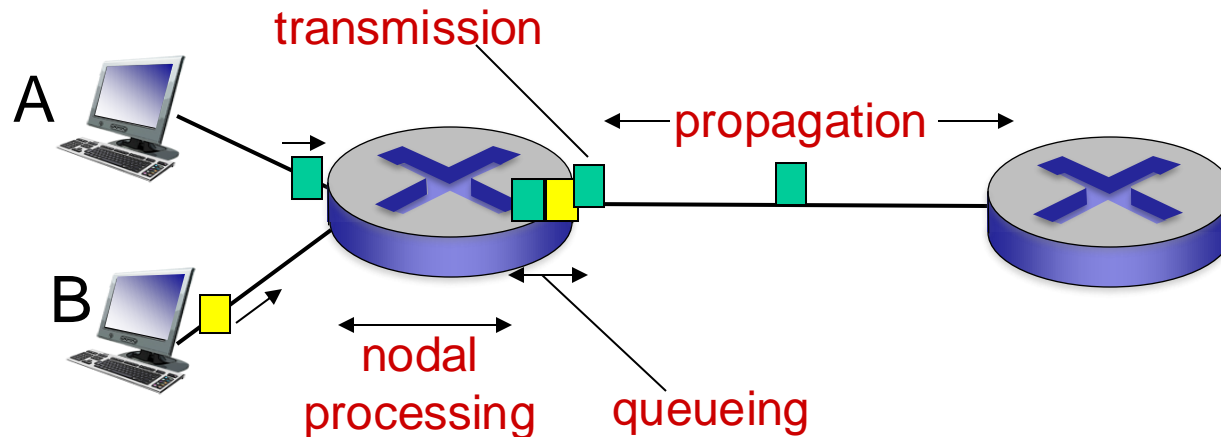 transmission
A
propagation
B
nodal
processing
queueing